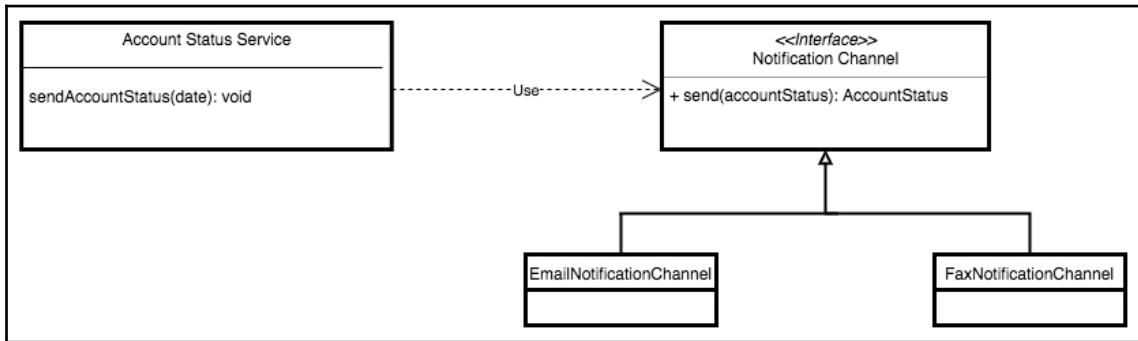 Account Status Service
sendAccountStatus(date): void
Use
<<Interface>>
Notification Channel
+ send(accountStatus): AccountStatus
EmailNotificationChannel
FaxNotificationChannel